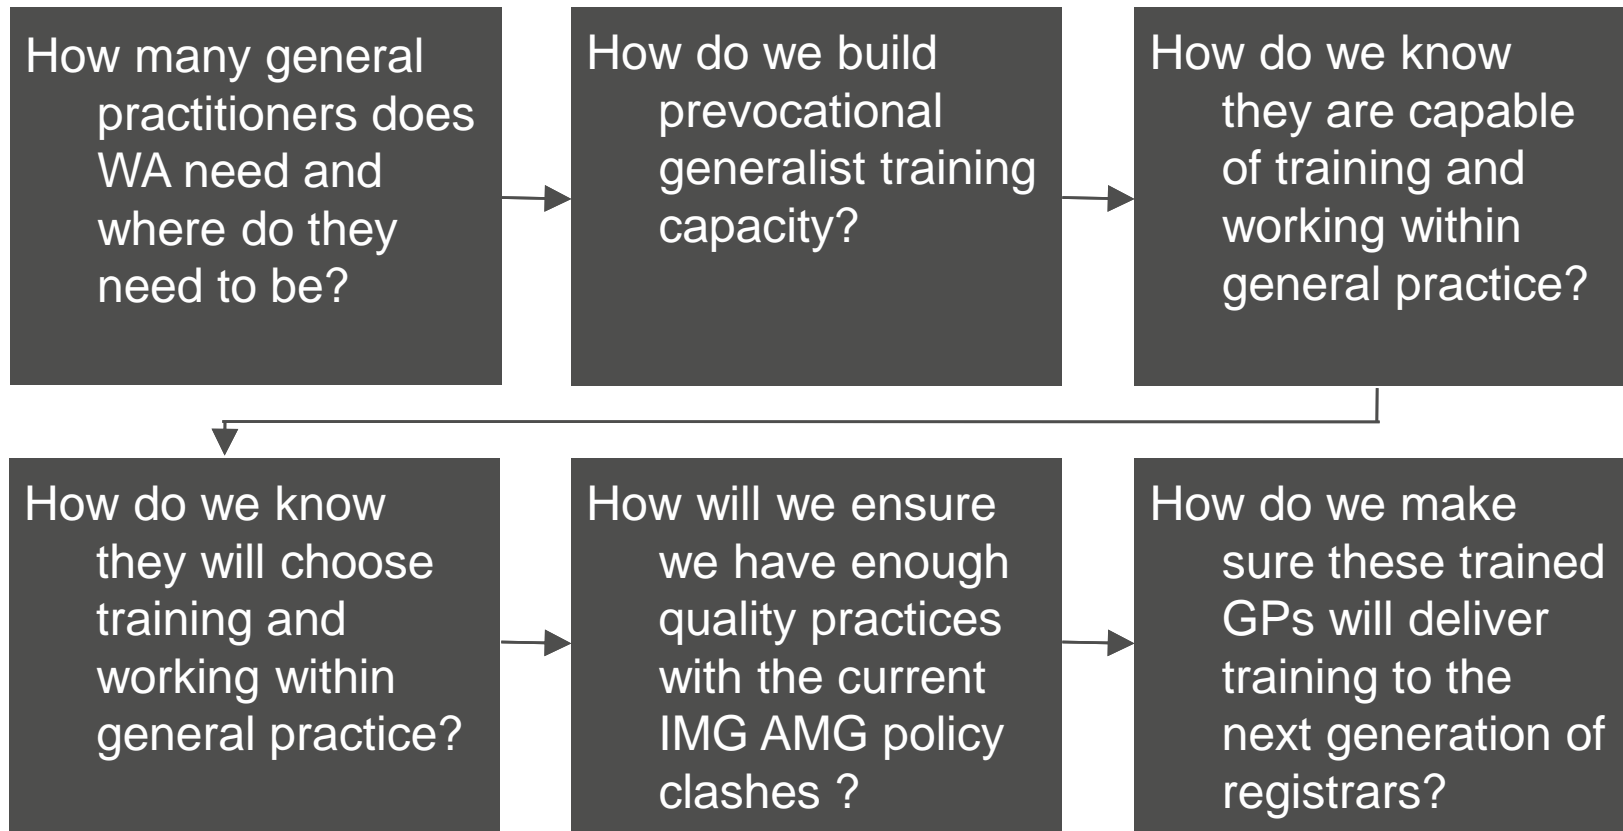 How many general
practitioners does
WA need and
where do they
need to be?
How do we build
prevocational
generalist training
capacity?
How do we know
they are capable
of training and
working within
general practice?
How do we know
they will choose
training and
working within
general practice?
How will we ensure
we have enough
quality practices
with the current
IMG AMG policy
clashes ?
How do we make
sure these trained
GPs will deliver
training to the
next generation of
registrars?